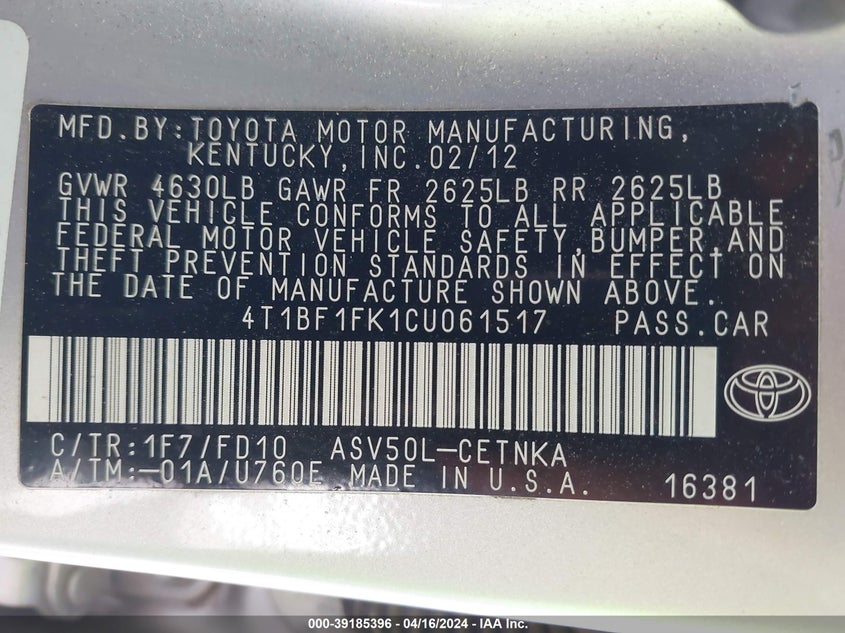 MFD.BY:TOYOTA MOTOR MANUFACTURING,
KENTUCKY,INC.02/12
GVWR 4630LB GAWR FR 2625LB RR 2625LB
THIS VEHICLE CONFORMS TO ALL APPLICABLE
FEDERAL MOTOR VEHICLE SAFETY,BUMPER,AND
THEFT PREVENTION STANDARDS IN EFFECT ON
THE DATE OF MANUFACTURE SHOWN ABOVE.
4T1BF1FK1CU061517 PASS.CAR
C/TR:1F7/FD10 ASV50L-CETNKA
A/TM:-01A/U760E MADE IN U.S.A. 16381
000-39185396 - 04/16/2024 - IAA Inc.